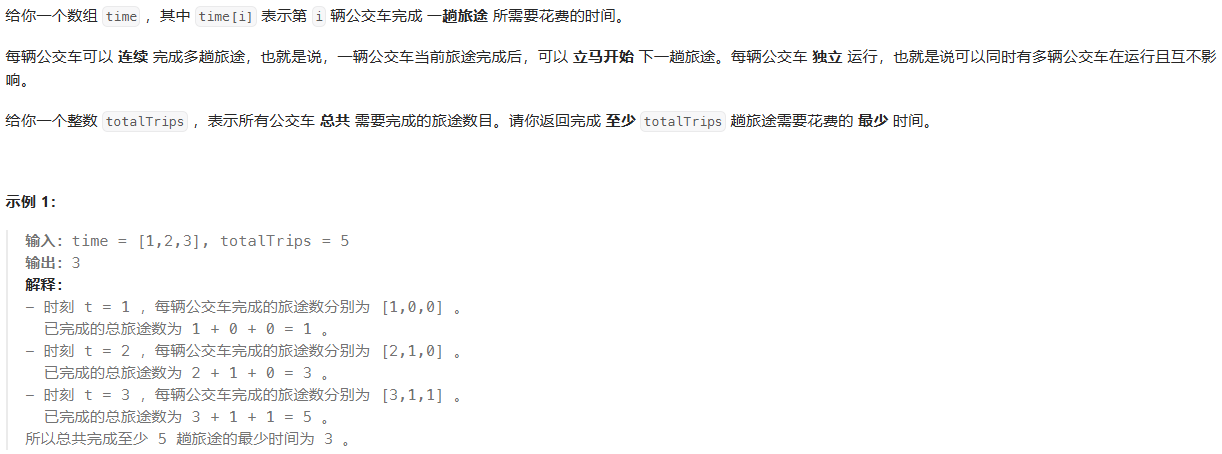 给你一个数组 time ，其中 time[i] 表示第 i 辆公交车完成 一趟旅途 所需要花费的时间。
每辆公交车可以 连续 完成多趟旅途，也就是说，一辆公交车当前旅途完成后，可以 立马开始 下一趟旅途。每辆公交车 独立 运行，也就是说可以同时有多辆公交车在运行且互不影
响。
给你一个整数 totalTrips ，表示所有公交车 总共 需要完成的旅途数目。请你返回完成 至少 totalTrips 趟旅途需要花费的 最少 时间。
示例 1：
输入：time = [1,2,3], totalTrips = 5
输出：3
解释：
- 时刻 t = 1 ，每辆公交车完成的旅途数分别为 [1,0,0] 。
已完成的总旅途数为 1 + 0 + 0 = 1 。
- 时刻 t = 2 ，每辆公交车完成的旅途数分别为 [2,1,0] 。
已完成的总旅途数为 2 + 1 + 0 = 3 。
- 时刻 t = 3 ，每辆公交车完成的旅途数分别为 [3,1,1] 。
已完成的总旅途数为 3 + 1 + 1 = 5 。
所以总共完成至少 5 趟旅途的最少时间为 3 。